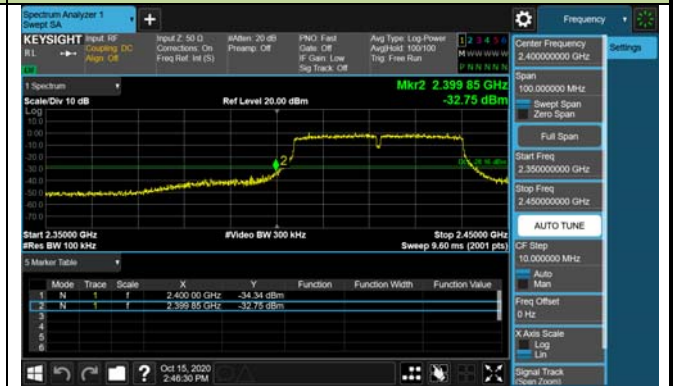 Spectrum Analyzer 1
Swept SA
Frequency
KEYSIGHT
RL
Input: RF
Coupling: DC
Align: Off
Input Z: 50 Ω
Corrections: On
Freq Ref: Int (S)
#Atten: 20 dB
Preamp: Off
PNO: Fast
Gate: Off
IF Gain: Low
Sig Track: Off
Avg Type: Log-Power
Avg|Hold: 100/100
Trig: Free Run
1 2 3 4 5 6
M W W W W W
P N N N N N
Center Frequency
2.400000000 GHz
Settings
Span
100.000000 MHz
Swept Span
Zero Span
Full Span
Start Freq
2.350000000 GHz
Stop Freq
2.450000000 GHz
AUTO TUNE
CF Step
10.000000 MHz
Auto
Man
Freq Offset
0 Hz
X Axis Scale
Log
Lin
Signal Track
(Span Zoom)
1 Spectrum
Scale/Div 10 dB
Ref Level 20.00 dBm
Mkr2 2.399 85 GHz
-32.75 dBm
Log
10.0
0.00
-10.0
-20.0
-30.0
-40.0
-50.0
-60.0
-70.0
2
Start 2.35000 GHz
#Res BW 100 kHz
#Video BW 300 kHz
Stop 2.45000 GHz
Sweep 9.60 ms (2001 pts)
5 Marker Table
Mode Trace Scale X Y Function Function Width Function Value
1 N 1 f 2.400 00 GHz -34.34 dBm
2 N 1 f 2.399 85 GHz -32.75 dBm
3
4
5
6
Oct 15, 2020
2:46:30 PM